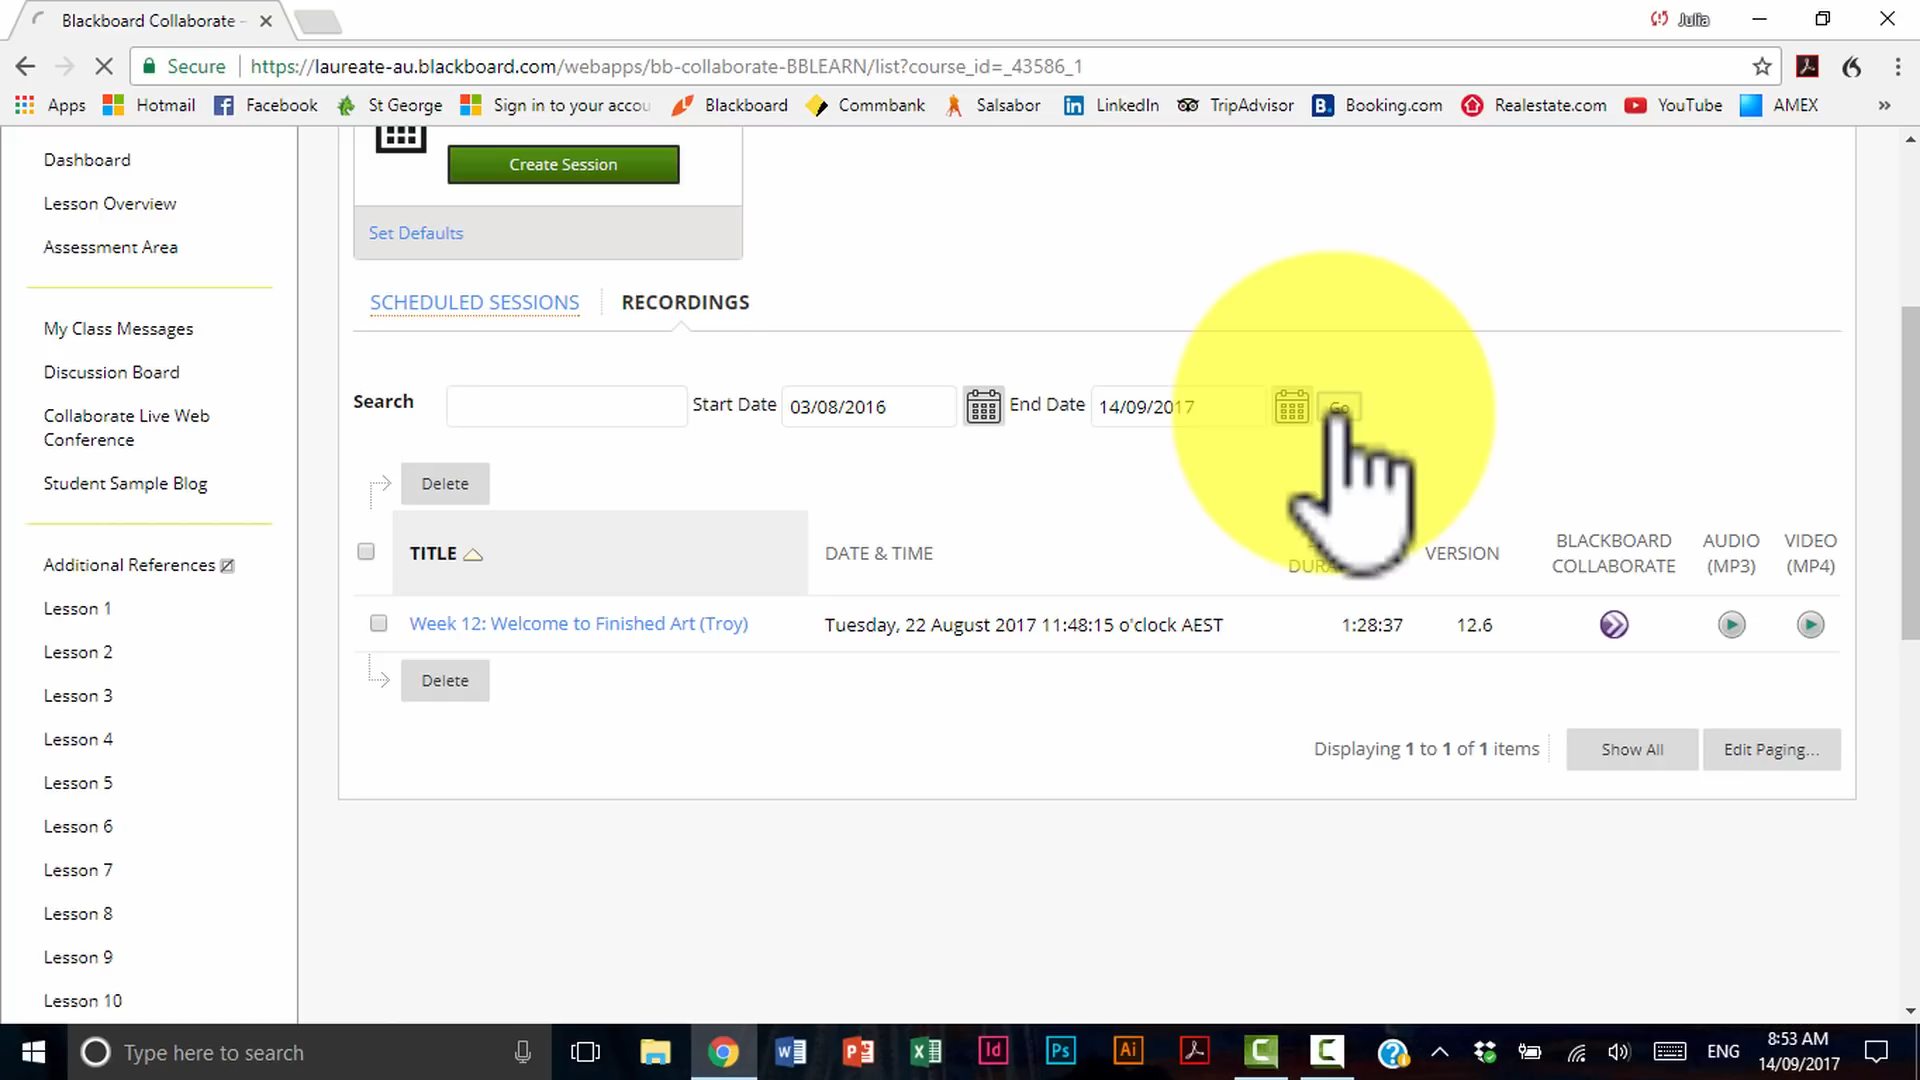 Blackboard Collaborate –
Julia
Secure
https://laureate-au.blackboard.com/webapps/bb-collaborate-BBLEARN/list?course_id=_43586_1
Apps
Hotmail
Facebook
St George
Sign in to your accou
Blackboard
Commbank
Salsabor
LinkedIn
TripAdvisor
Booking.com
Realestate.com
YouTube
AMEX
»
Dashboard
Lesson Overview
Assessment Area
My Class Messages
Discussion Board
Collaborate Live Web
Conference
Student Sample Blog
Additional References
Lesson 1
Lesson 2
Lesson 3
Lesson 4
Lesson 5
Lesson 6
Lesson 7
Lesson 8
Lesson 9
Lesson 10
Create Session
Set Defaults
SCHEDULED SESSIONS
RECORDINGS
Search
Start Date 03/08/2016
End Date 14/09/2017
Go
Delete
TITLE
DATE & TIME
VERSION
BLACKBOARD
COLLABORATE
AUDIO
(MP3)
VIDEO
(MP4)
Week 12: Welcome to Finished Art (Troy)
Tuesday, 22 August 2017 11:48:15 o'clock AEST
1:28:37
12.6
Delete
Displaying 1 to 1 of 1 items
Show All
Edit Paging...
Type here to search
Id
Ps
Ai
ENG
8:53 AM
14/09/2017